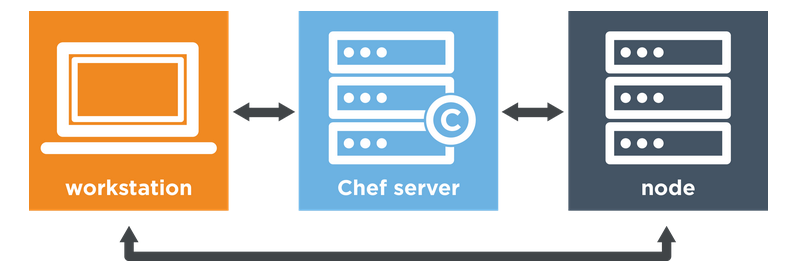 C
workstation
Chef server
node